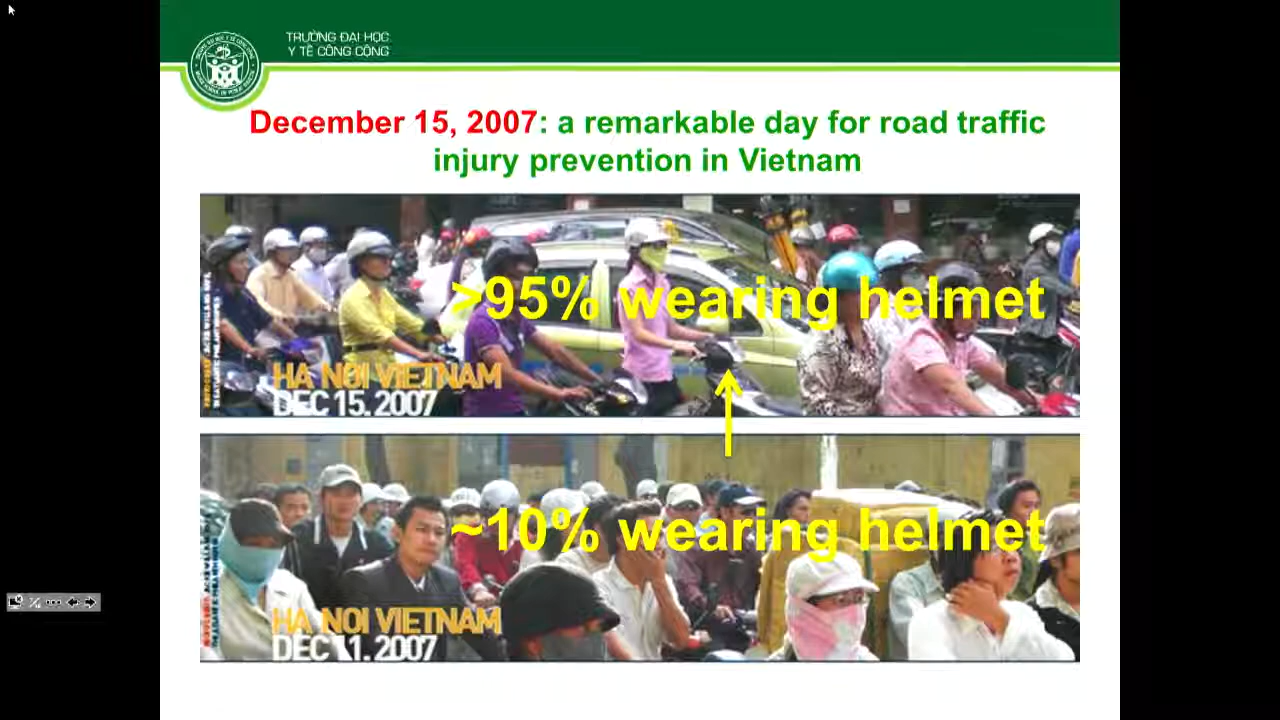 TRƯỜNG ĐẠI HỌC
Y TẾ CÔNG CỘNG
December 15, 2007: a remarkable day for road traffic
injury prevention in Vietnam
>95% wearing helmet
HA NOI VIETNAM
DEC 15, 2007
~10% wearing helmet
HA NOI VIETNAM
DEC 11, 2007